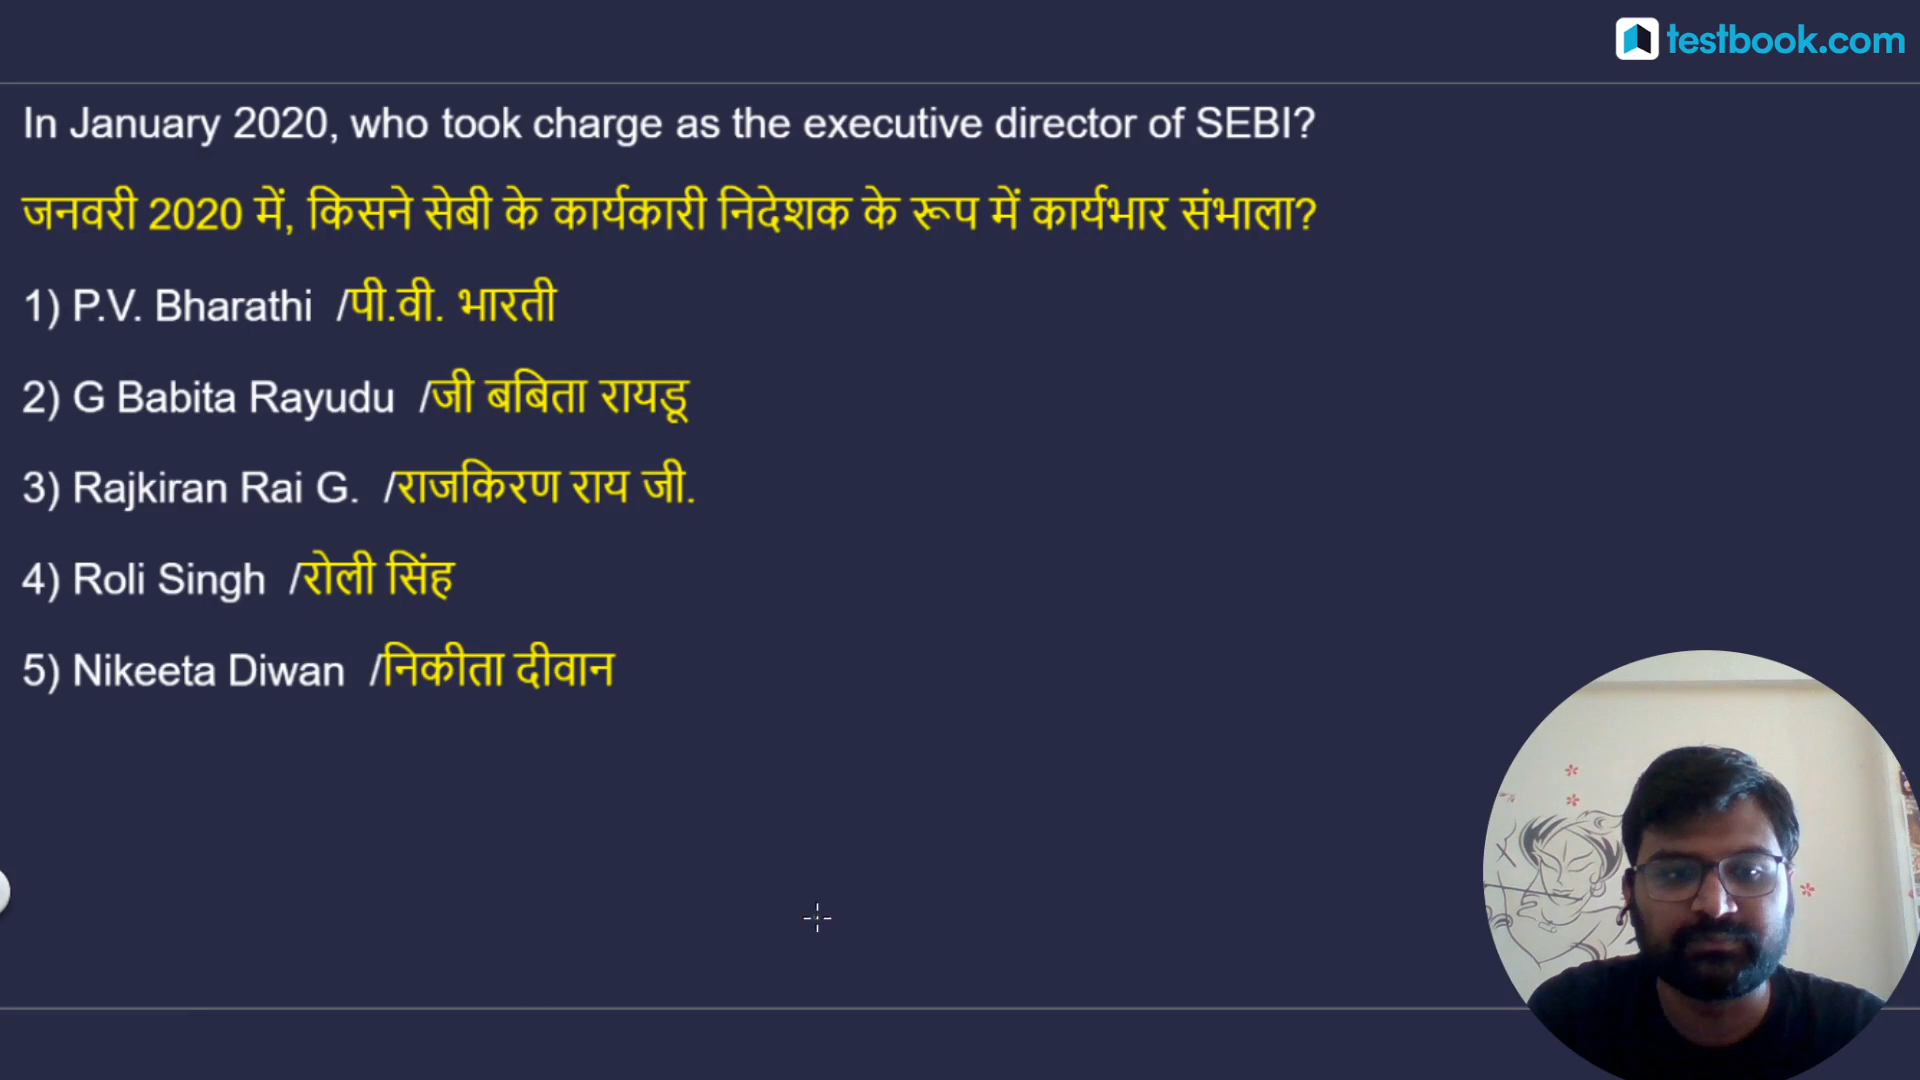 testbook.com
In January 2020, who took charge as the executive director of SEBI?
जनवरी 2020 में, किसने सेबी के कार्यकारी निदेशक के रूप में कार्यभार संभाला?
1) P.V. Bharathi /पी.वी. भारती
2) G Babita Rayudu /जी बबिता रायडू
3) Rajkiran Rai G. /राजकिरण राय जी.
4) Roli Singh /रोली सिंह
5) Nikeeta Diwan /निकीता दीवान